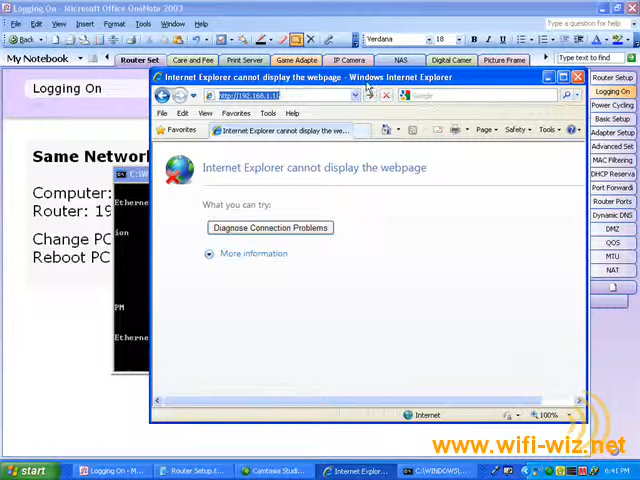 Logging On - Microsoft Office OneNote 2003
File Edit View Insert Format Tools Window Help
Type a question for help
Back
Verdana 18 B I U
My Notebook
Router Set Care and Fee Print Server Game Adapte IP Camera NAS Digital Camer Picture Frame
Type text to find
Logging On
Router Setup
Logging On
Power Cycling
Basic Setup
Adapter Setup
Advanced Set
MAC Filtering
DHCP Reserva
Port Forwardi
Router Ports
Dynamic DNS
DMZ
QOS
MTU
NAT
Same Network
Computer:
Router: 19
Change PC
Reboot PC
C:\W
Etherne
ion
PM
Etherne
Internet Explorer cannot display the webpage - Windows Internet Explorer
http://192.168.1.1/
Google
File Edit View Favorites Tools Help
Favorites
Internet Explorer cannot display the we...
Page Safety Tools
Internet Explorer cannot display the webpage
What you can try:
Diagnose Connection Problems
More information
Internet
100%
www.wifi-wiz.net
start
Logging On - M...
Router Setup.t...
Camtasia Studi...
Internet Explor...
C:\WINDOWS\...
6:41 PM